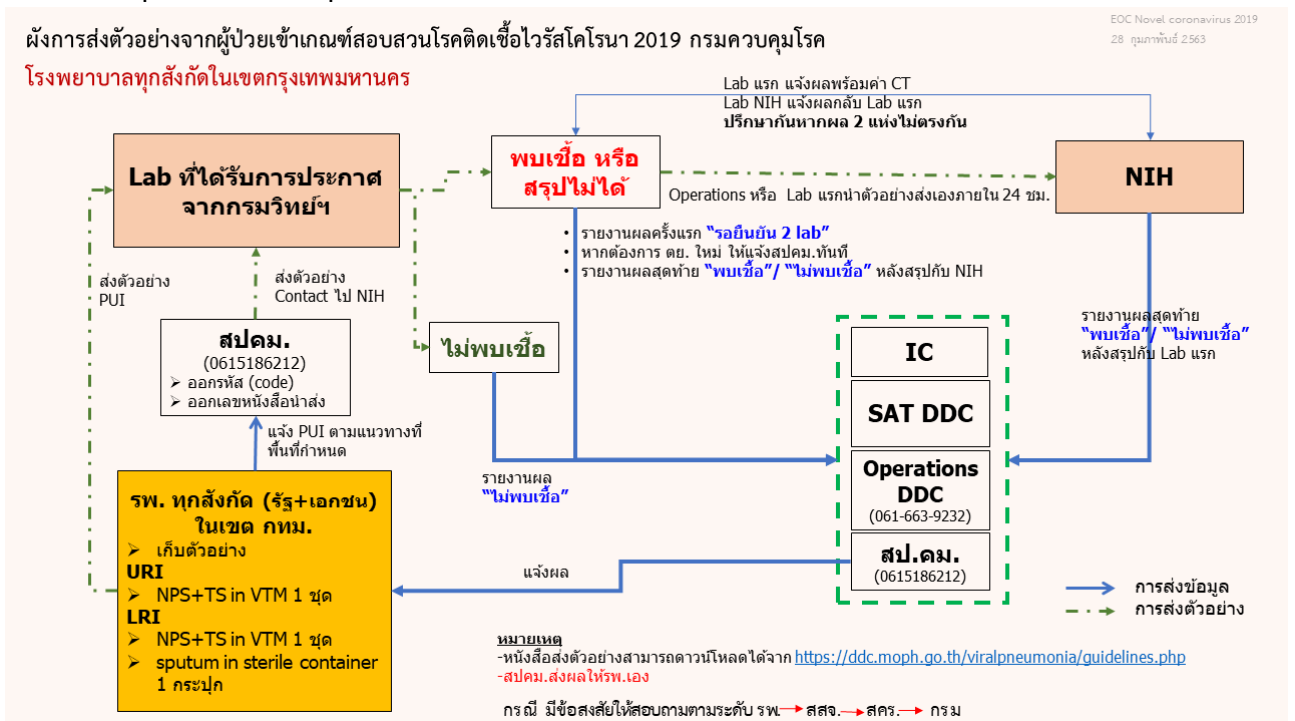 EOC Novel coronavirus 2019
28 กุมภาพันธ์ 2563
ผังการส่งตัวอย่างจากผู้ป่วยเข้าเกณฑ์สอบสวนโรคติดเชื้อไวรัสโคโรนา 2019 กรมควบคุมโรค
โรงพยาบาลทุกสังกัดในเขตกรุงเทพมหานคร
Lab แรก แจ้งผลพร้อมค่า CT
Lab NIH แจ้งผลกลับ Lab แรก
ปรึกษากันหากผล 2 แห่งไม่ตรงกัน
Lab ที่ได้รับการประกาศ
จากกรมวิทย์ฯ
พบเชื้อ หรือ
สรุปไม่ได้
Operations หรือ Lab แรกนำตัวอย่างส่งเองภายใน 24 ชม.
NIH
• รายงานผลครั้งแรก “รอยืนยัน 2 lab”
• หากต้องการ ตย. ใหม่ ให้แจ้งสปคม.ทันที
• รายงานผลสุดท้าย “พบเชื้อ”/ “ไม่พบเชื้อ” หลังสรุปกับ NIH
ส่งตัวอย่าง
PUI
ส่งตัวอย่าง
Contact ไป NIH
สปคม.
(0615186212)
➢ ออกรหัส (code)
➢ ออกเลขหนังสือนำส่ง
ไม่พบเชื้อ
รายงานผลสุดท้าย
“พบเชื้อ”/ “ไม่พบเชื้อ”
หลังสรุปกับ Lab แรก
IC
SAT DDC
Operations
DDC
(061-663-9232)
สป.คม.
(0615186212)
แจ้ง PUI ตามแนวทางที่
พื้นที่กำหนด
รายงานผล
“ไม่พบเชื้อ”
รพ. ทุกสังกัด (รัฐ+เอกชน)
ในเขต กทม.
➢ เก็บตัวอย่าง
URI
➢ NPS+TS in VTM 1 ชุด
LRI
➢ NPS+TS in VTM 1 ชุด
➢ sputum in sterile container
1 กระปุก
แจ้งผล
การส่งข้อมูล
การส่งตัวอย่าง
หมายเหตุ
-หนังสือส่งตัวอย่างสามารถดาวน์โหลดได้จาก https://ddc.moph.go.th/viralpneumonia/guidelines.php
-สปคม.ส่งผลให้รพ.เอง
กรณี มีข้อสงสัยให้สอบถามตามระดับ รพ.→ สสจ.→ สคร.→ กรม